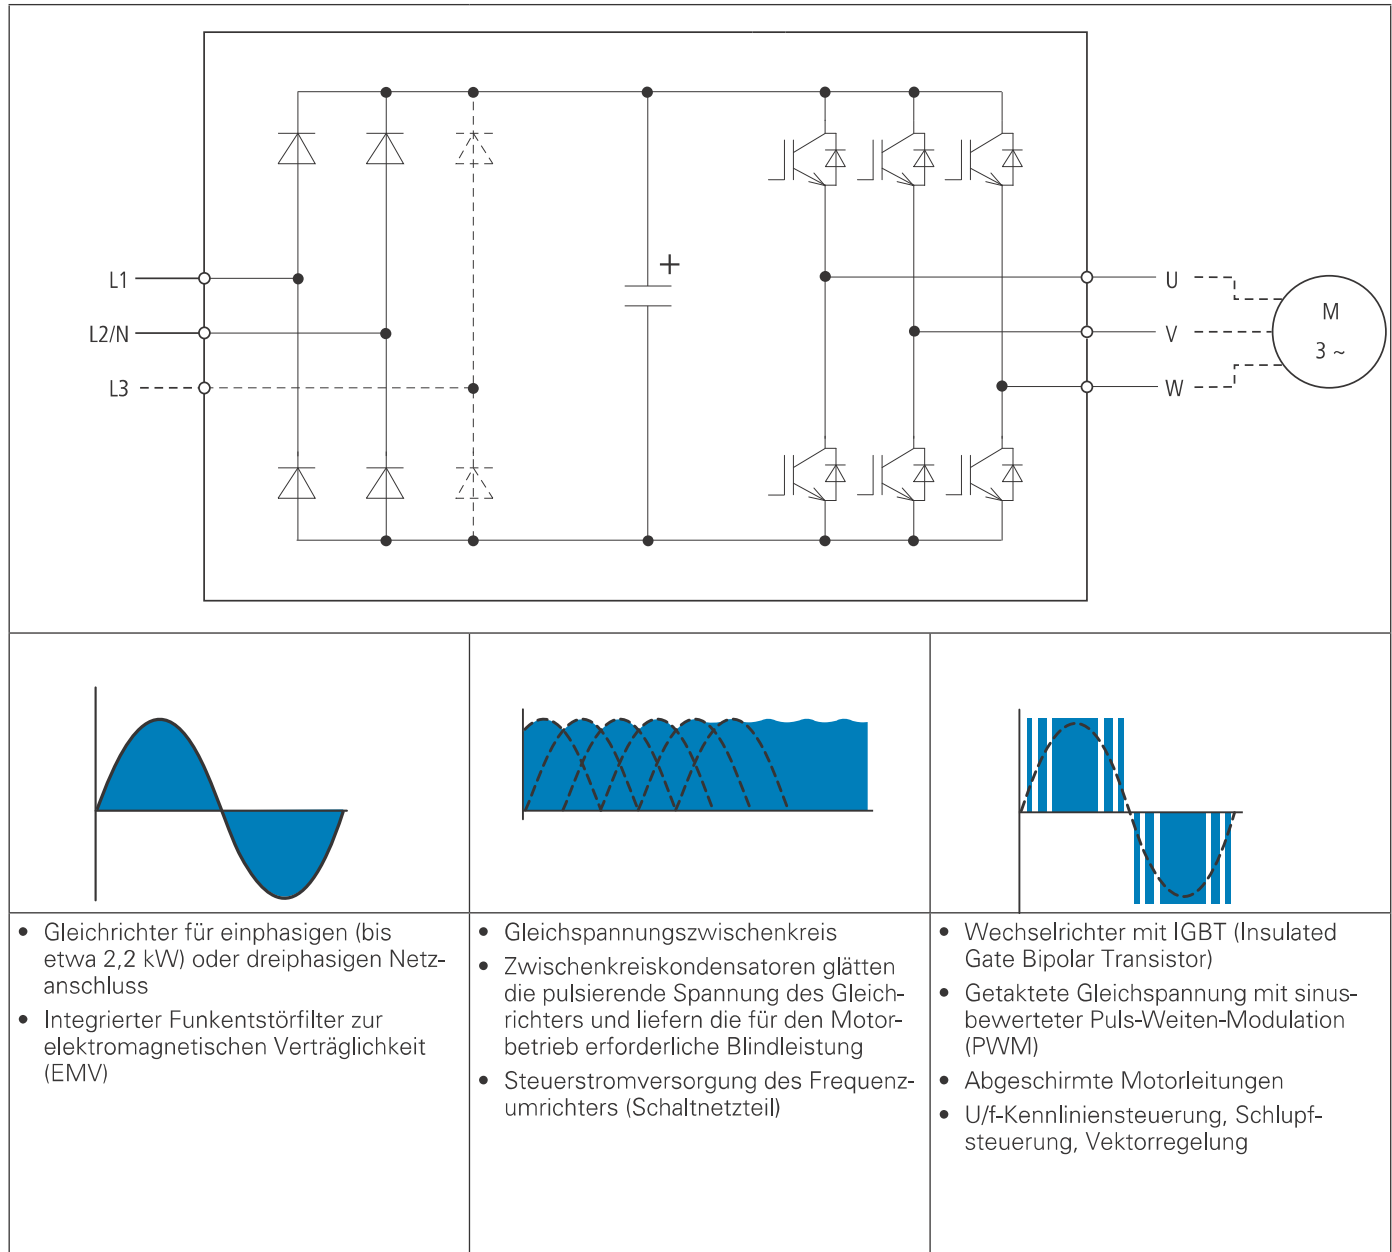 L1
L2/N
L3
+
U
V
W
M
3 ~
• Gleichrichter für einphasigen (bis
etwa 2,2 kW) oder dreiphasigen Netz-
anschluss
• Integrierter Funkentstörfilter zur
elektromagnetischen Verträglichkeit
(EMV)
• Gleichspannungszwischenkreis
• Zwischenkreiskondensatoren glätten
die pulsierende Spannung des Gleich-
richters und liefern die für den Motor-
betrieb erforderliche Blindleistung
• Steuerstromversorgung des Frequenz-
umrichters (Schaltnetzteil)
• Wechselrichter mit IGBT (Insulated
Gate Bipolar Transistor)
• Getaktete Gleichspannung mit sinus-
bewerteter Puls-Weiten-Modulation
(PWM)
• Abgeschirmte Motorleitungen
• U/f-Kennliniensteuerung, Schlupf-
steuerung, Vektorregelung